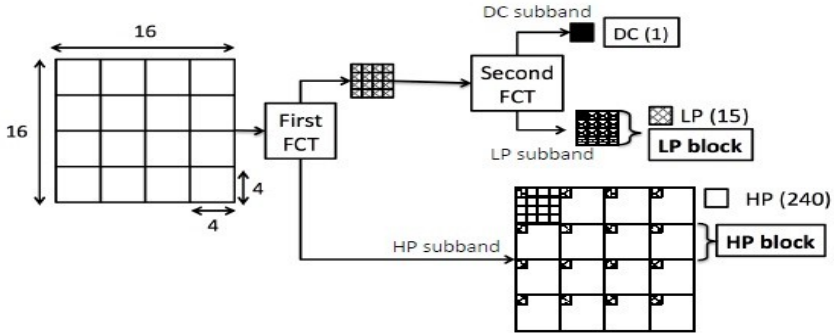 16
16
4
4
First
FCT
DC subband
DC (1)
Second
FCT
LP (15)
LP subband
LP block
HP subband
HP (240)
HP block